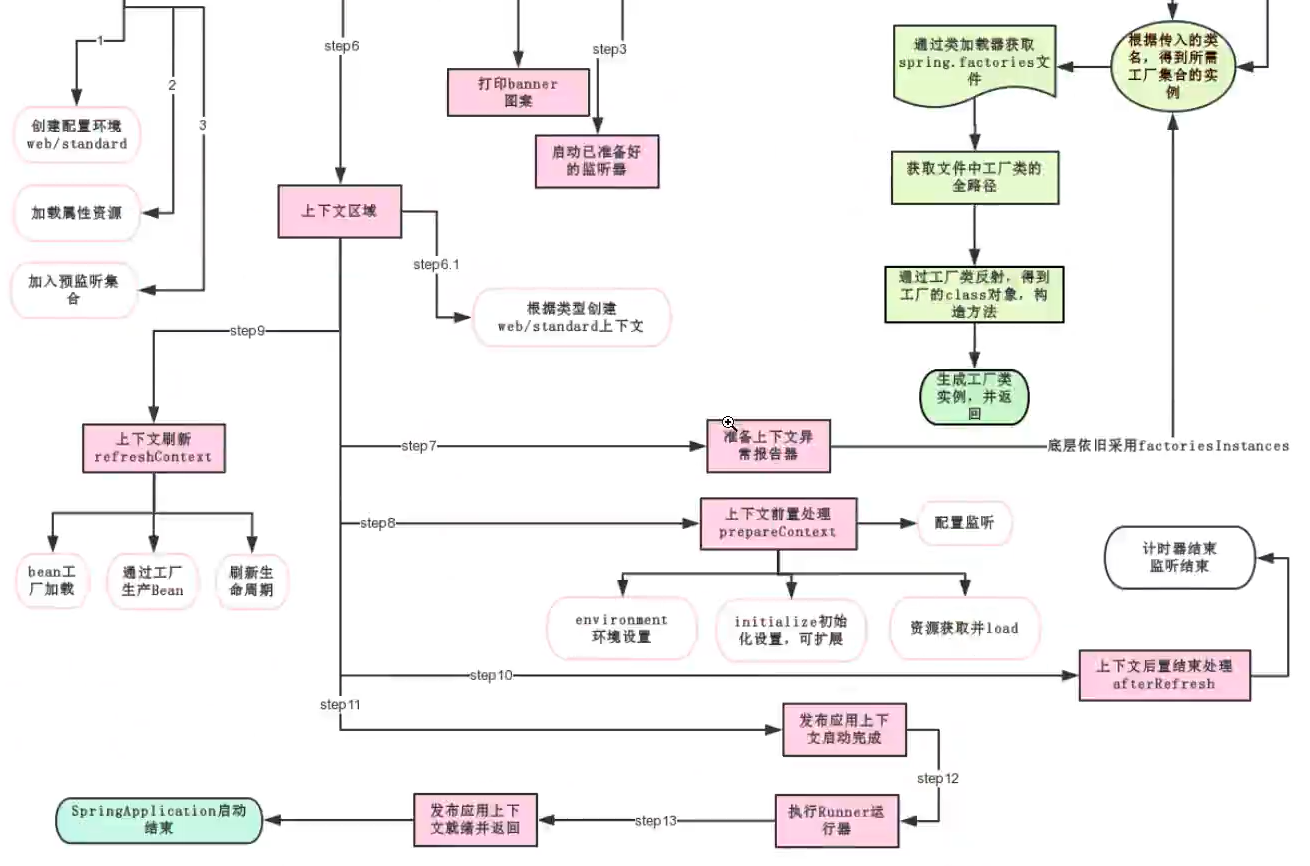 1
2
3
创建配置环境
web/standard
加载属性资源
加入预监听集
合
step6
打印banner
图案
step3
启动已准备好
的监听器
通过类加载器获取
spring.factories文
件
根据传入的类
名，得到所需
工厂集合的实
例
获取文件中工厂类的
全路径
通过工厂类反射，得到
工厂的class对象，构
造方法
生成工厂类
实例，并返
回
上下文区域
step6.1
根据类型创建
web/standard上下文
step9
上下文刷新
refreshContext
bean工
厂加载
通过工厂
生产Bean
刷新生
命周期
step7
准备上下文异
常报告器
底层依旧采用factoriesInstances
step8
上下文前置处理
prepareContext
配置监听
environment
环境设置
initialize初始
化设置，可扩展
资源获取并load
计时器结束
监听结束
step10
上下文后置结束处理
afterRefresh
step11
发布应用上下
文启动完成
step12
执行Runner运
行器
step13
发布应用上下
文就绪并返回
SpringApplication启动
结束